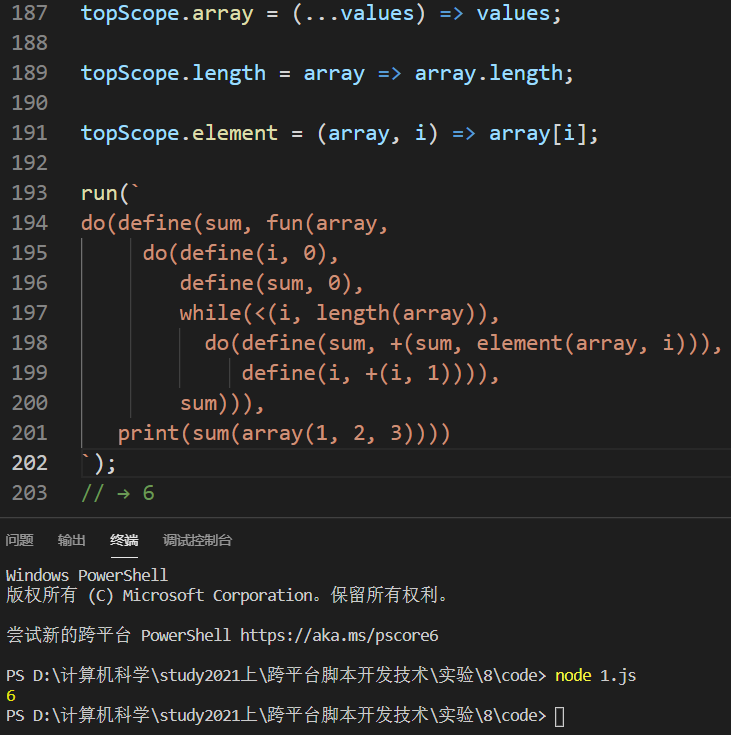 187 topScope.array = (...values) => values;
188
189 topScope.length = array => array.length;
190
191 topScope.element = (array, i) => array[i];
192
193 run(`
194 do(define(sum, fun(array,
195      do(define(i, 0),
196         define(sum, 0),
197         while(<(i, length(array)),
198           do(define(sum, +(sum, element(array, i))),
199              define(i, +(i, 1)))),
200         sum))),
201    print(sum(array(1, 2, 3))))
202 `);
203 // → 6
问题 输出 终端 调试控制台
Windows PowerShell
版权所有 (C) Microsoft Corporation。保留所有权利。
尝试新的跨平台 PowerShell https://aka.ms/pscore6
PS D:\计算机科学\study2021上\跨平台脚本开发技术\实验\8\code> node 1.js
6
PS D:\计算机科学\study2021上\跨平台脚本开发技术\实验\8\code>